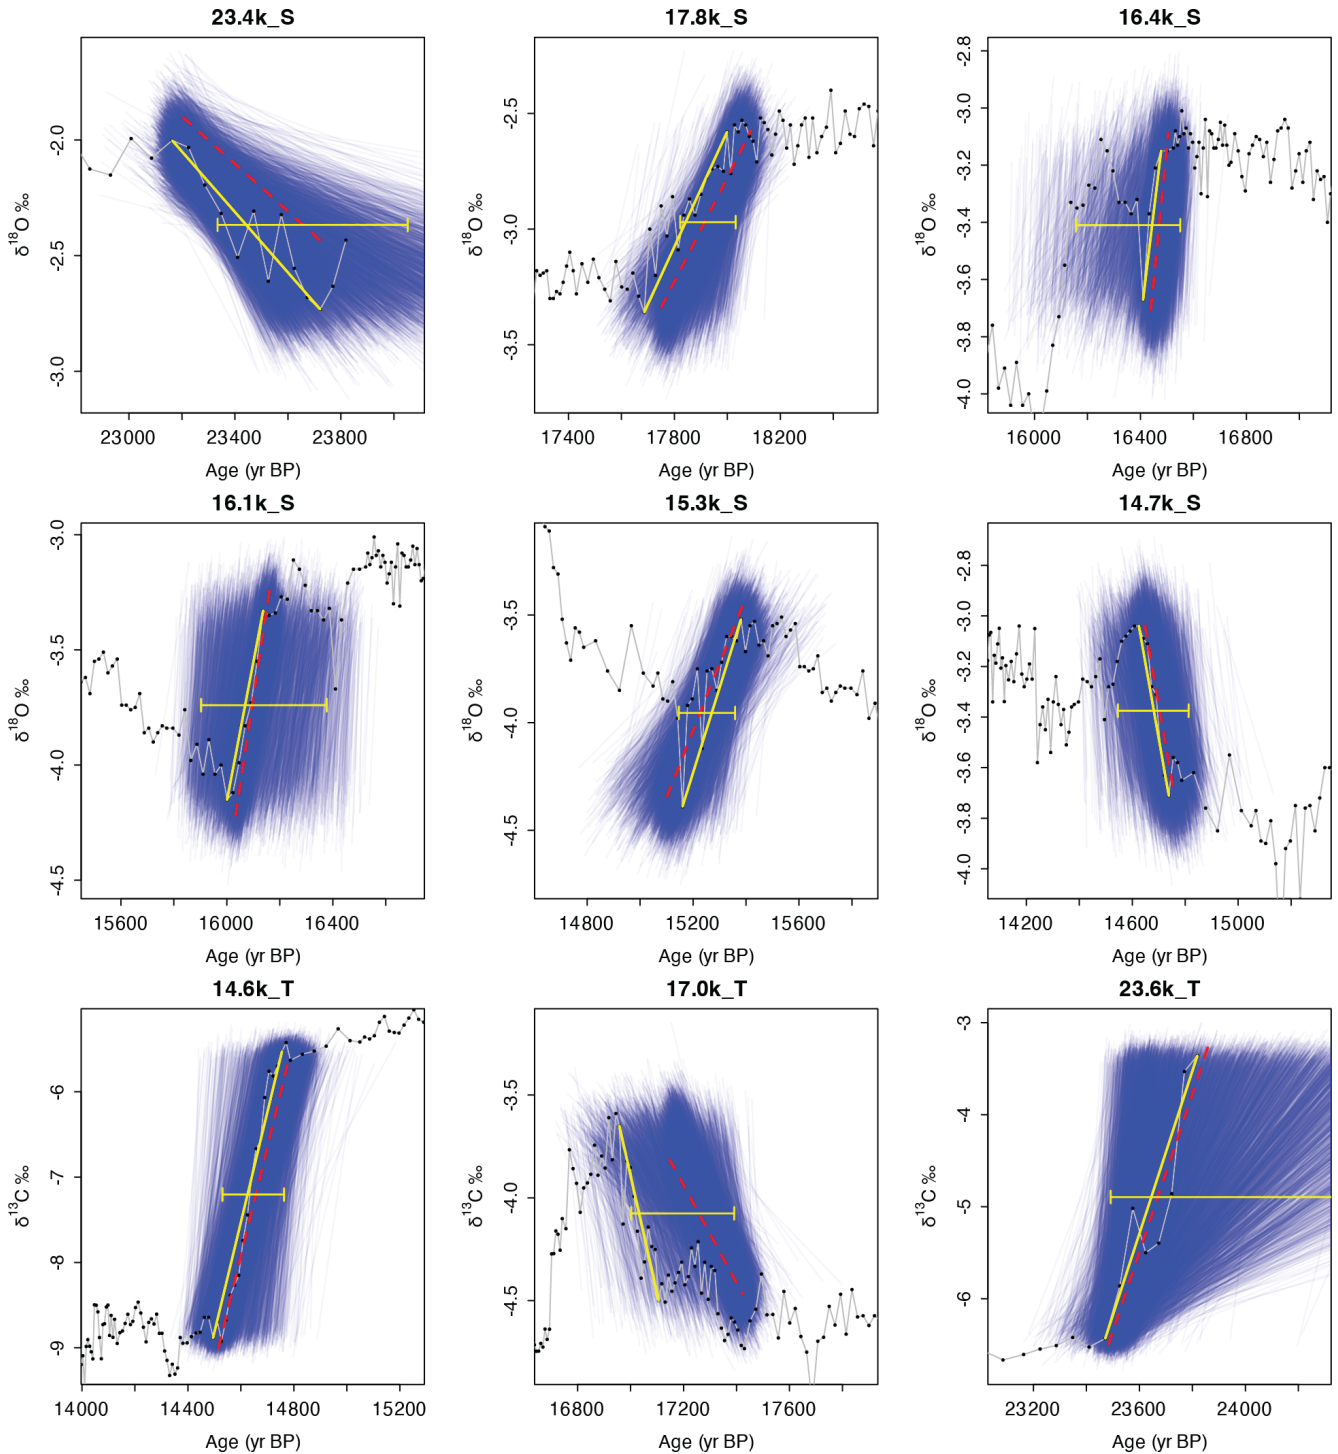 23.4k_S
17.8k_S
16.4k_S
δ18O ‰
-2.0
-2.5
-3.0
23000
23400
23800
Age (yr BP)
δ18O ‰
-2.5
-3.0
-3.5
17400
17800
18200
Age (yr BP)
δ18O ‰
-2.8
-3.0
-3.2
-3.4
-3.6
-3.8
-4.0
16000
16400
16800
Age (yr BP)
16.1k_S
15.3k_S
14.7k_S
δ18O ‰
-3.0
-3.5
-4.0
-4.5
15600
16000
16400
Age (yr BP)
δ18O ‰
-3.5
-4.0
-4.5
14800
15200
15600
Age (yr BP)
δ18O ‰
-2.8
-3.0
-3.2
-3.4
-3.6
-3.8
-4.0
14200
14600
15000
Age (yr BP)
14.6k_T
17.0k_T
23.6k_T
δ13C ‰
-6
-7
-8
-9
14000
14400
14800
15200
Age (yr BP)
δ13C ‰
-3.5
-4.0
-4.5
16800
17200
17600
Age (yr BP)
δ13C ‰
-3
-4
-5
-6
23200
23600
24000
Age (yr BP)